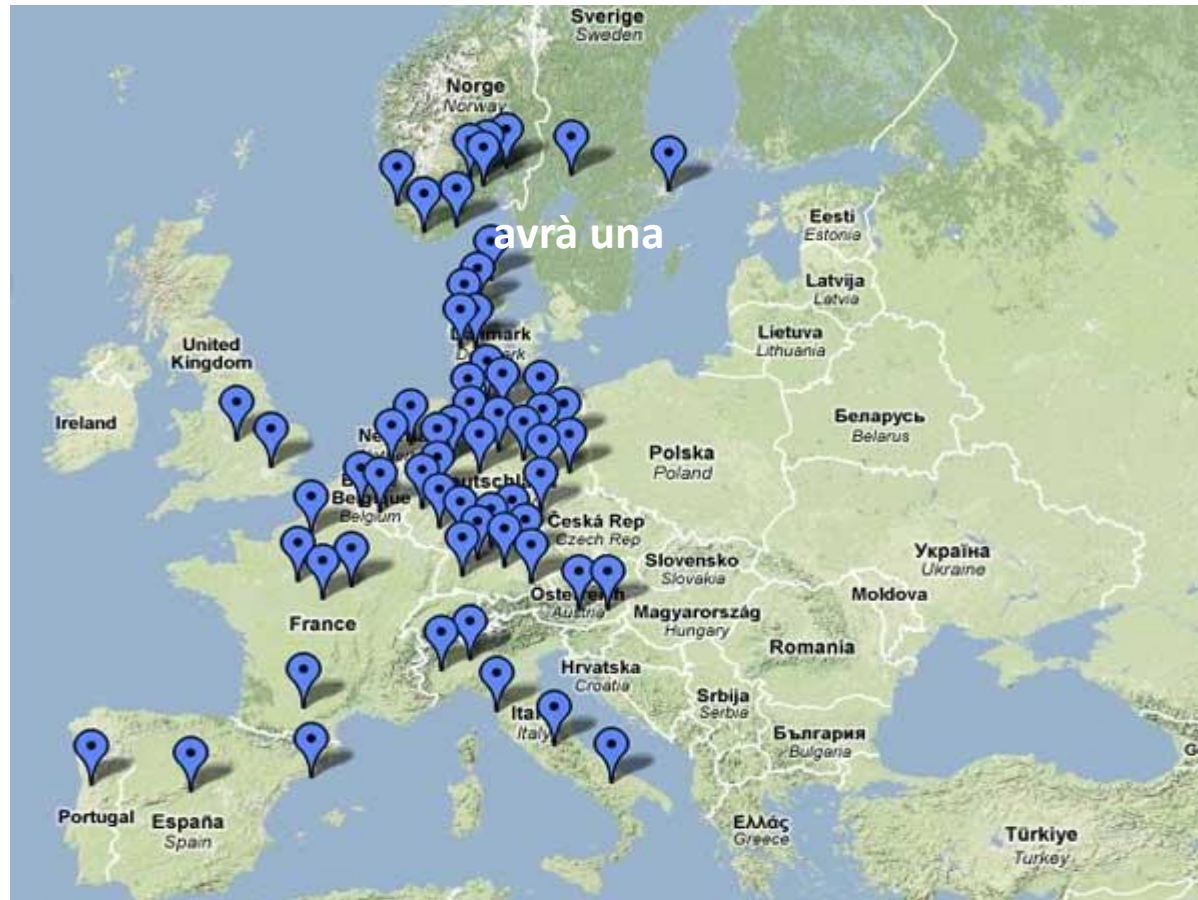 Sverige
Sweden
Norge
Norway
avrà una
Eesti
Estonia
Latvija
Latvia
Lietuva
Lithuania
United
Kingdom
Ireland
Беларусь
Belarus
Polska
Poland
Belgium
Česká Rep
Czech Rep
Slovensko
Slovakia
Україна
Ukraine
Moldova
Austria
Magyarország
Hungary
France
Romania
Hrvatska
Croatia
Srbija
Serbia
Italy
България
Bulgaria
Portugal
España
Spain
Ελλάς
Greece
Türkiye
Turkey